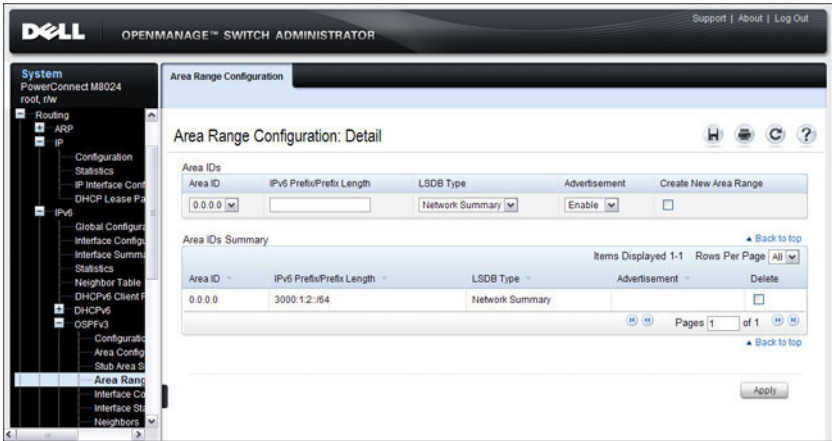 Support | About | Log Out
DELL OPENMANAGE™ SWITCH ADMINISTRATOR
System
PowerConnect M8024
root, r/w
Routing
ARP
IP
Configuration
Statistics
IP Interface Conf
DHCP Lease Pa
IPv6
Global Configura
Interface Configu
Interface Summa
Statistics
Neighbor Table
DHCPv6 Client P
DHCPv6
OSPFv3
Configuratio
Area Config
Stub Area S
Area Rang
Interface Co
Interface Sta
Neighbors
Area Range Configuration
Area Range Configuration: Detail
Area IDs
Area ID IPv6 Prefix/Prefix Length LSDB Type Advertisement Create New Area Range
0.0.0.0 Network Summary Enable
Area IDs Summary Back to top
Items Displayed 1-1 Rows Per Page All
Area ID IPv6 Prefix/Prefix Length LSDB Type Advertisement Delete
0.0.0.0 3000:1:2::/64 Network Summary
Pages 1 of 1
Back to top
Apply